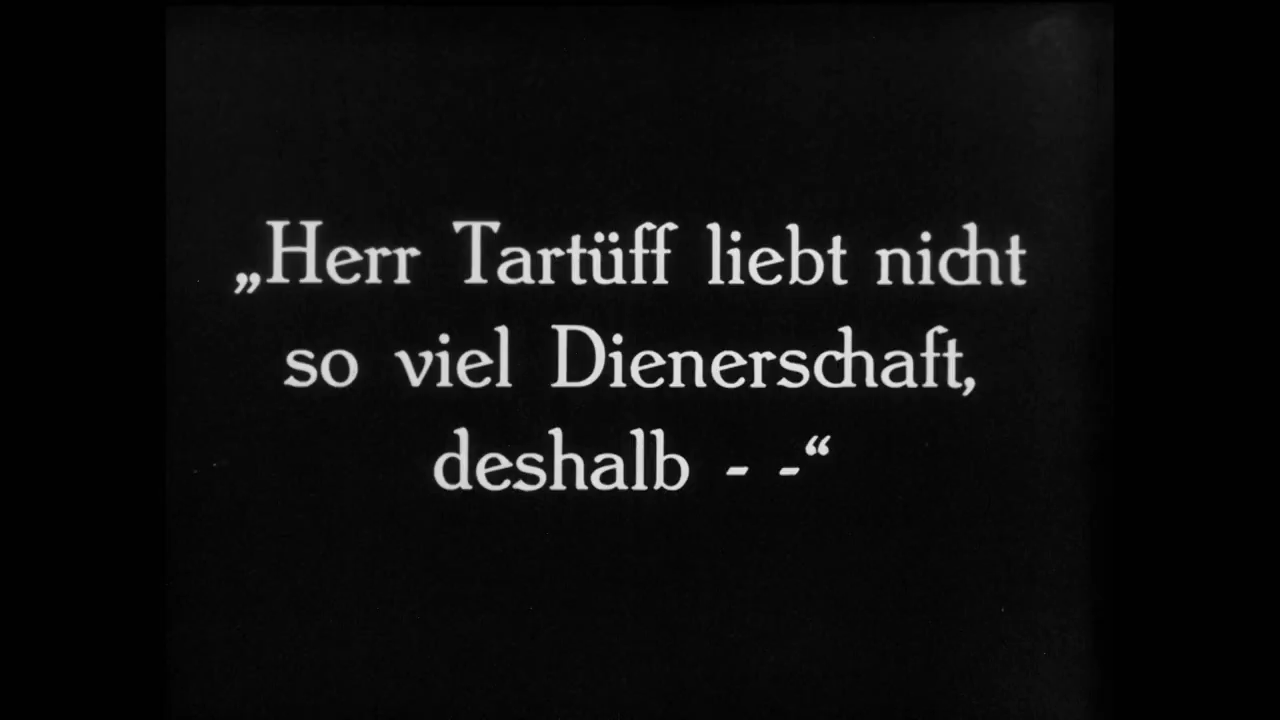 „Herr Tartüff liebt nicht
so viel Dienerschaft,
deshalb - -“